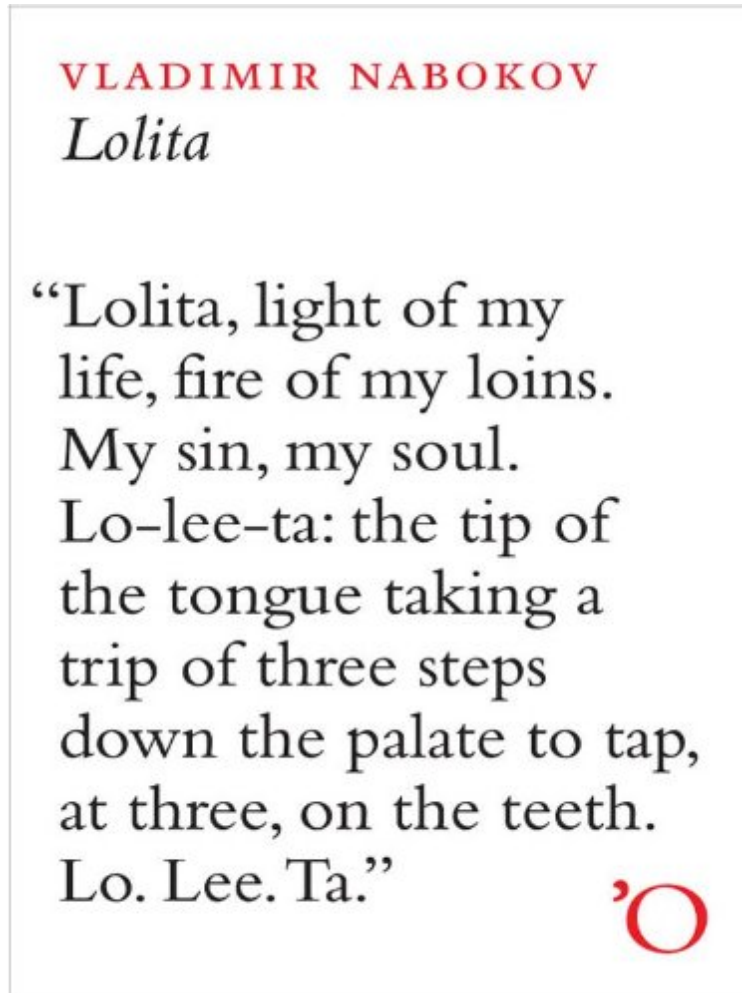 VLADIMIR NABOKOV
Lolita
“Lolita, light of my
life, fire of my loins.
My sin, my soul.
Lo-lee-ta: the tip of
the tongue taking a
trip of three steps
down the palate to tap,
at three, on the teeth.
Lo. Lee. Ta.”
’O